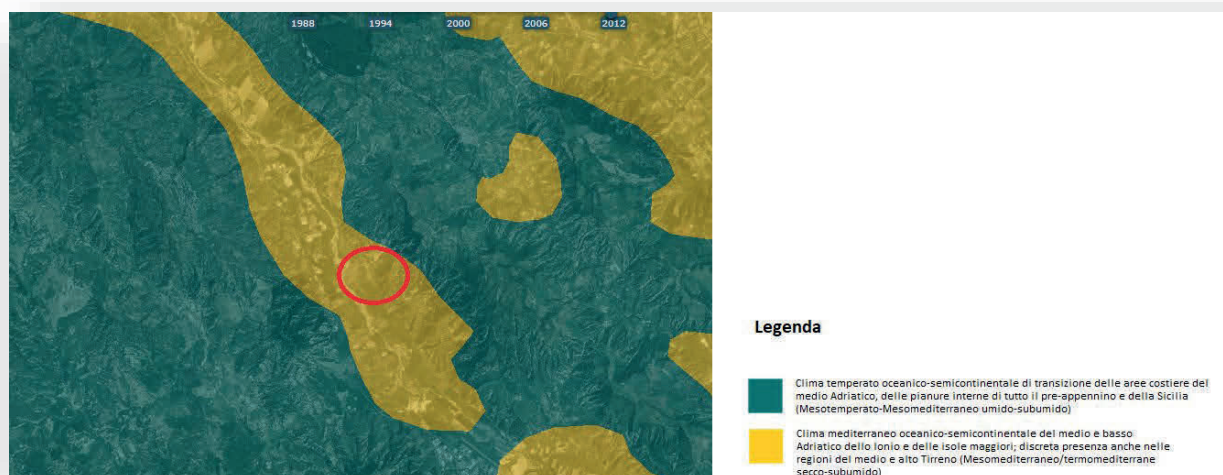 1988 1994 2000 2006 2012
Legenda
Clima temperato oceanico-semicontinentale di transizione delle aree costiere del
medio Adriatico, delle pianure interne di tutto il pre-appennino e della Sicilia
(Mesotemperato-Mesomediterraneo umido-subumido)
Clima mediterraneo oceanico-semicontinentale del medio e basso
Adriatico dello Ionio e delle isole maggiori; discreta presenza anche nelle
regioni del medio e alto Tirreno (Mesomediterraneo/termomediterrane
secco-subumido)